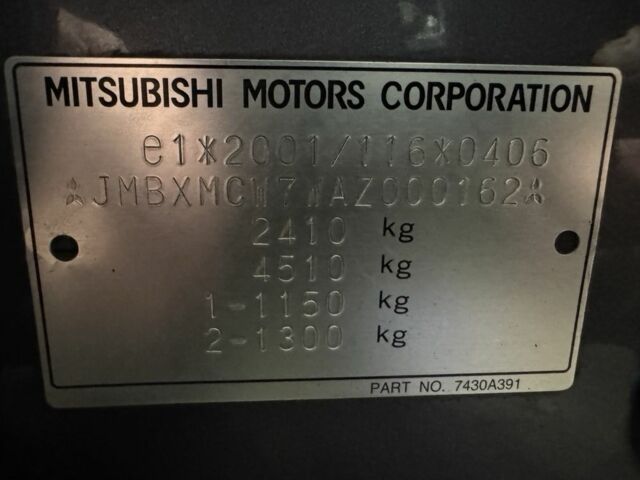 MITSUBISHI MOTORS CORPORATION
e1*2001/116*0406
JMBXMCW7WAZ000162
2410 kg
4510 kg
1-1150 kg
2-1300 kg
PART NO. 7430A391